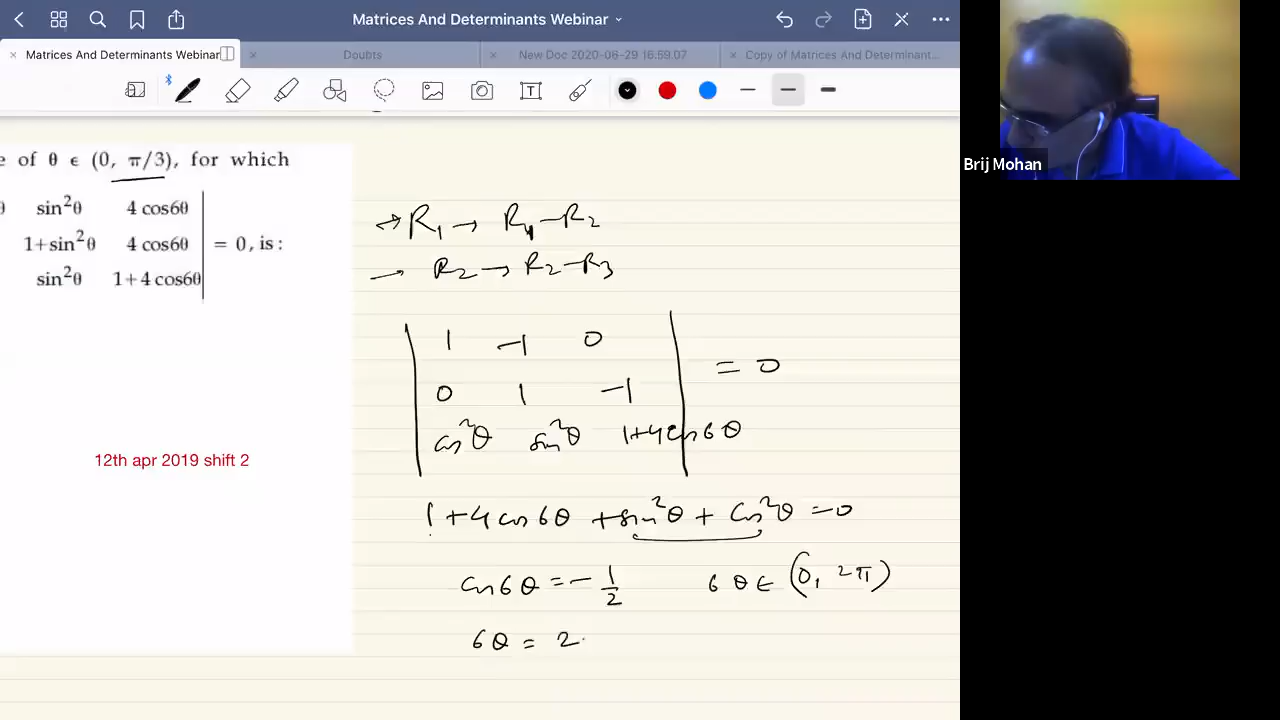 Matrices And Determinants Webinar
Matrices And Determinants Webinar
Doubts
New Doc 2020-06-29 16.59.07
Copy of Matrices And Determinant...
T
Brij Mohan
e of θ ϵ (0, π/3), for which
θ sin²θ 4 cos6θ
1+sin²θ 4 cos6θ = 0, is :
sin²θ 1+4 cos6θ
12th apr 2019 shift 2
→ R₁ → R₁ - R₂
→ R₂ → R₂ - R₃
1 -1 0
0 1 -1 = 0
cos²θ sin²θ 1+4cos6θ
1 + 4 cos 6θ + sin²θ + cos²θ = 0
cos6θ = - 1/2 6θ ∈ (0, 2π)
6θ = 2